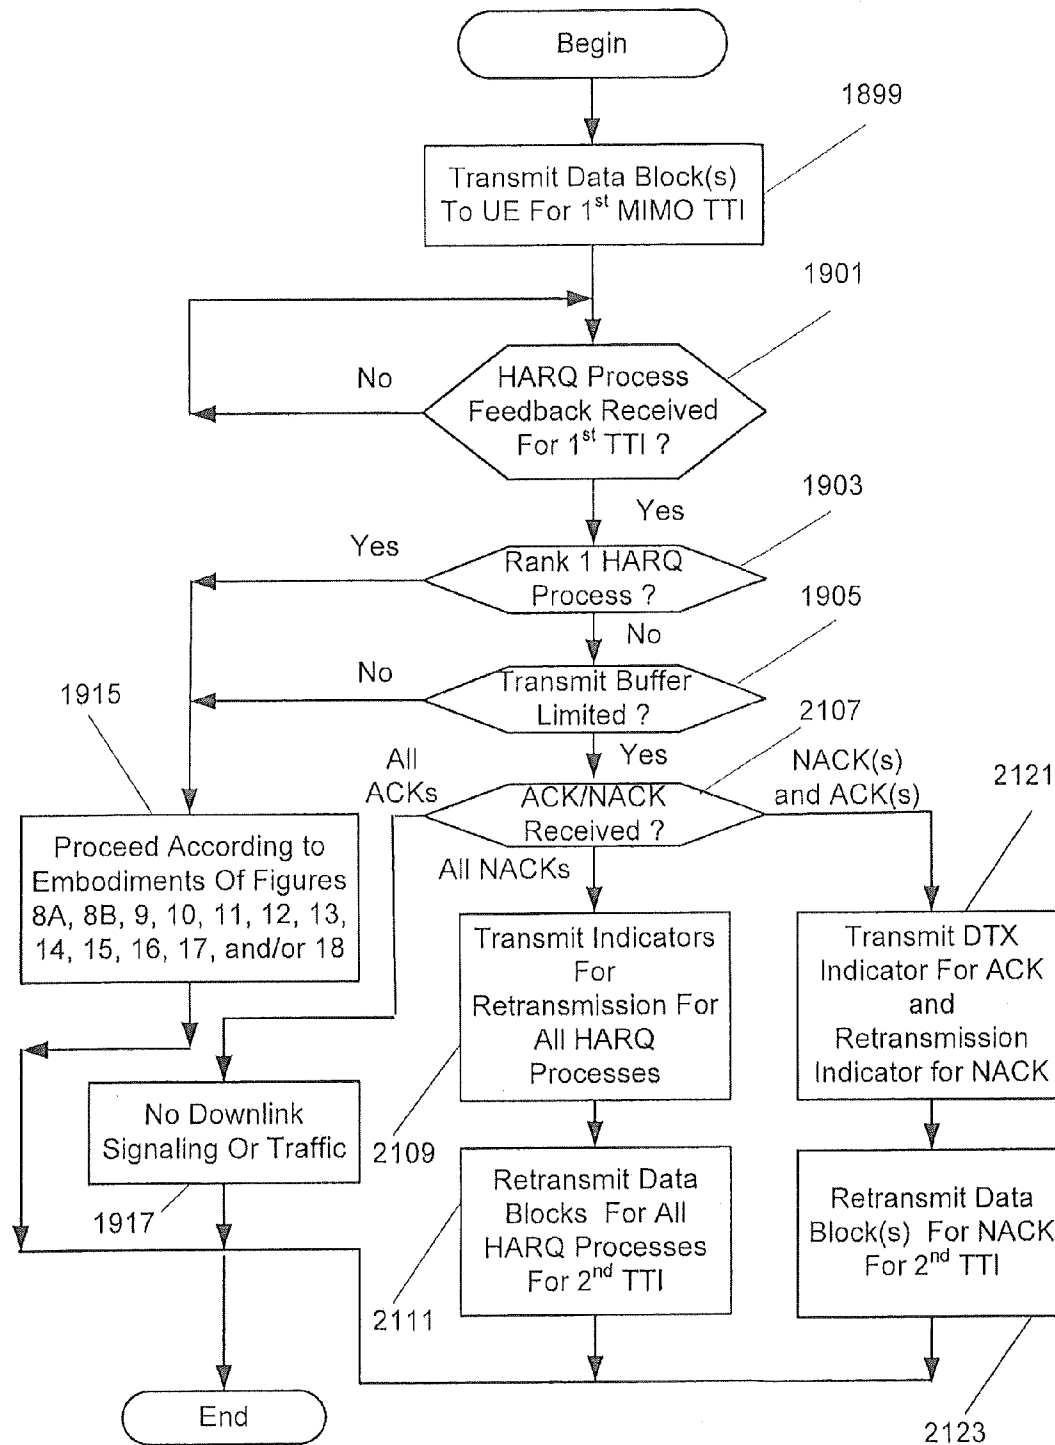 Begin
1899
Transmit Data Block(s)
To UE For 1st MIMO TTI
1901
No
HARQ Process
Feedback Received
For 1st TTI ?
1903
Yes
Yes
Rank 1 HARQ
Process ?
1905
No
No
Transmit Buffer
Limited ?
1915
2107
Yes
All
ACKs
NACK(s)
and ACK(s)
2121
ACK/NACK
Received ?
All NACKs
Proceed According to
Embodiments Of Figures
8A, 8B, 9, 10, 11, 12, 13,
14, 15, 16, 17, and/or 18
Transmit Indicators
For
Retransmission For
All HARQ
Processes
Transmit DTX
Indicator For ACK
and
Retransmission
Indicator for NACK
No Downlink
Signaling Or Traffic
2109
1917
Retransmit Data
Blocks For All
HARQ Processes
For 2nd TTI
Retransmit Data
Block(s) For NACK
For 2nd TTI
2111
End
2123